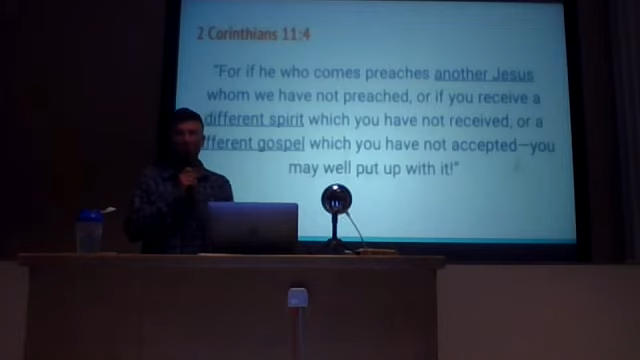 2 Corinthians 11:4
"For if he who comes preaches another Jesus
whom we have not preached, or if you receive a
different spirit which you have not received, or a
fferent gospel which you have not accepted—you
may well put up with it!"